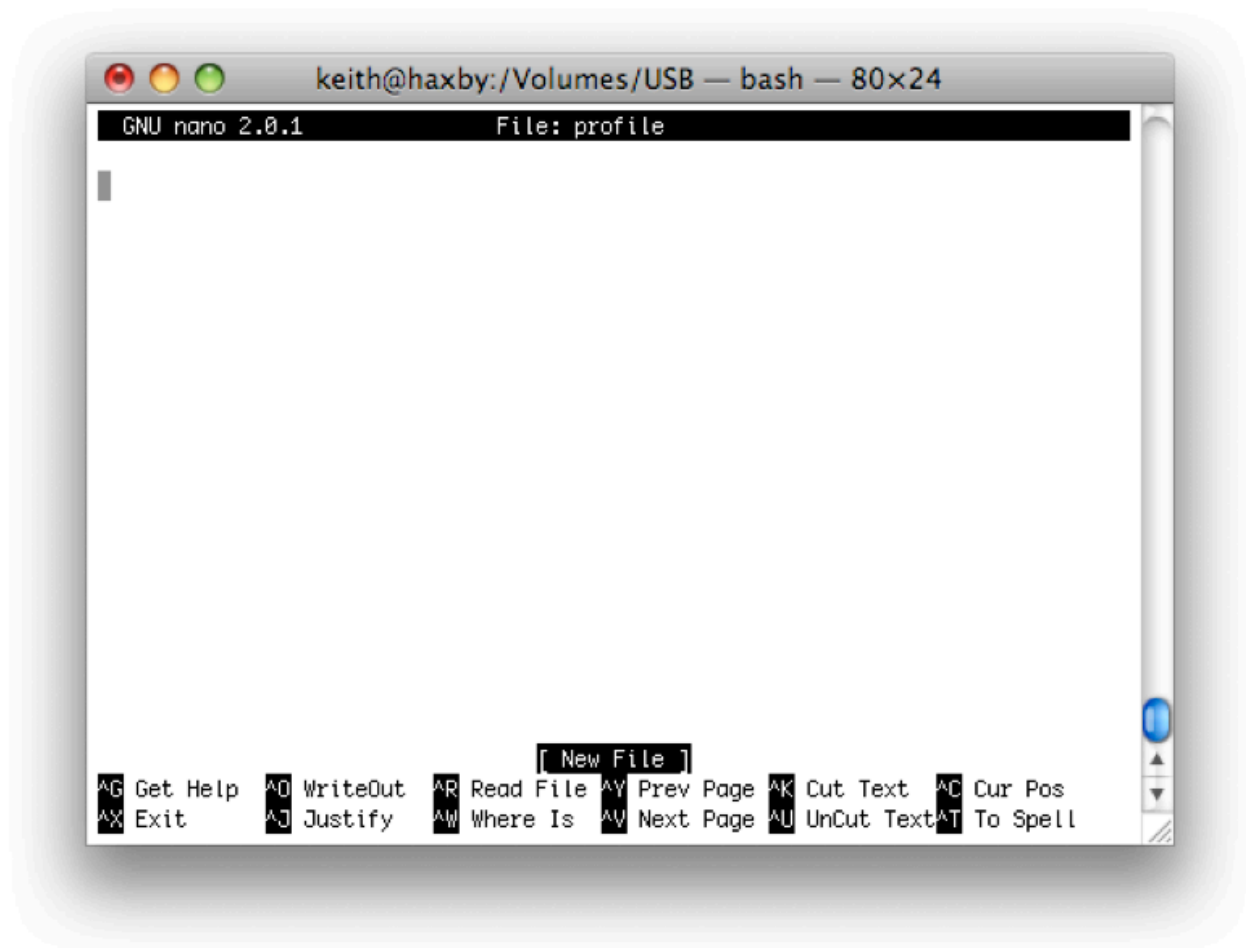 keith@haxby:/Volumes/USB — bash — 80×24
GNU nano 2.0.1 File: profile
[ New File ]
^G Get Help ^O WriteOut ^R Read File ^Y Prev Page ^K Cut Text ^C Cur Pos
^X Exit ^J Justify ^W Where Is ^V Next Page ^U UnCut Text ^T To Spell